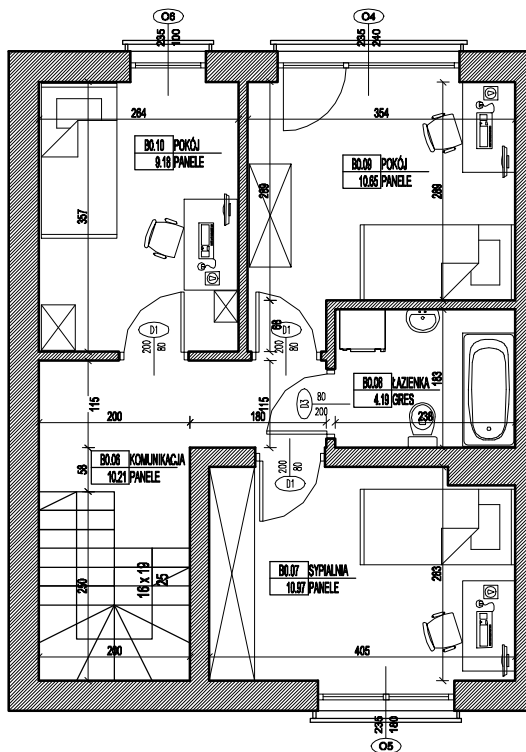 O6
235
100
O4
235
240
264
354
B0.10 POKÓJ
9.18 PANELE
B0.09 POKÓJ
10.65 PANELE
357
289
289
68
D1
200
80
D1
200
80
B0.08 ŁAZIENKA
4.19 GRES
183
D3
80
200
236
115
115
200
180
B0.06 KOMUNIKACJA
10.21 PANELE
58
200
80
D1
B0.07 SYPIALNIA
10.97 PANELE
283
16 x 19
25
250
200
405
235
180
O5